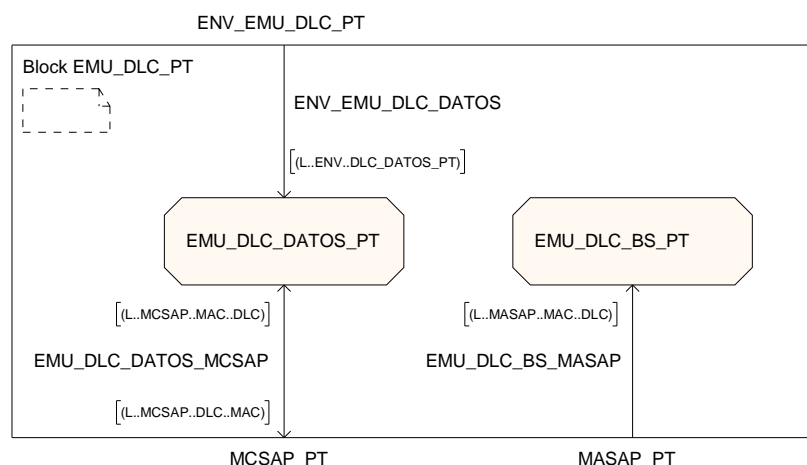 ENV_EMU_DLC_PT
Block EMU_DLC_PT
ENV_EMU_DLC_DATOS
[(L..ENV..DLC_DATOS_PT)]
EMU_DLC_DATOS_PT
EMU_DLC_BS_PT
[(L..MCSAP..MAC..DLC)]
[(L..MASAP..MAC..DLC)]
EMU_DLC_DATOS_MCSAP
EMU_DLC_BS_MASAP
[(L..MCSAP..DLC..MAC)]
MCSAP_PT
MASAP_PT